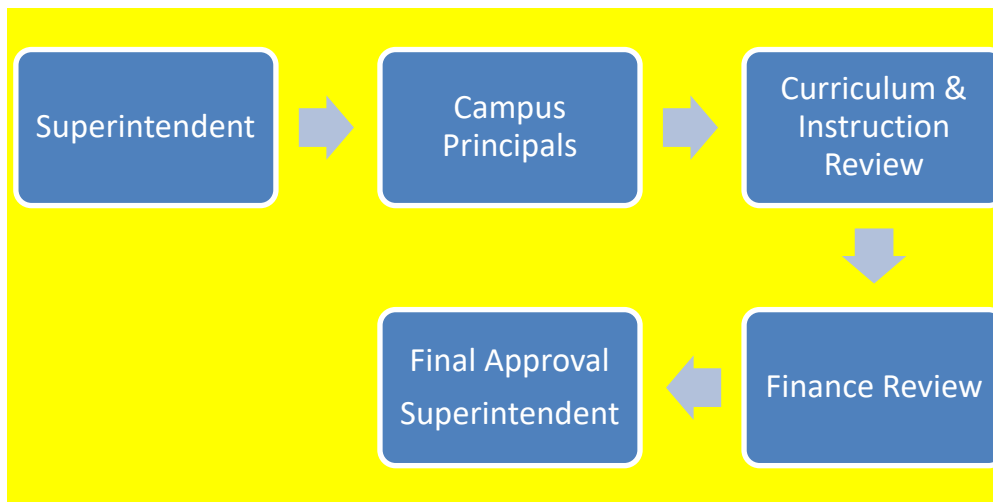 Superintendent
Campus
Principals
Curriculum &
Instruction
Review
Finance Review
Final Approval
Superintendent